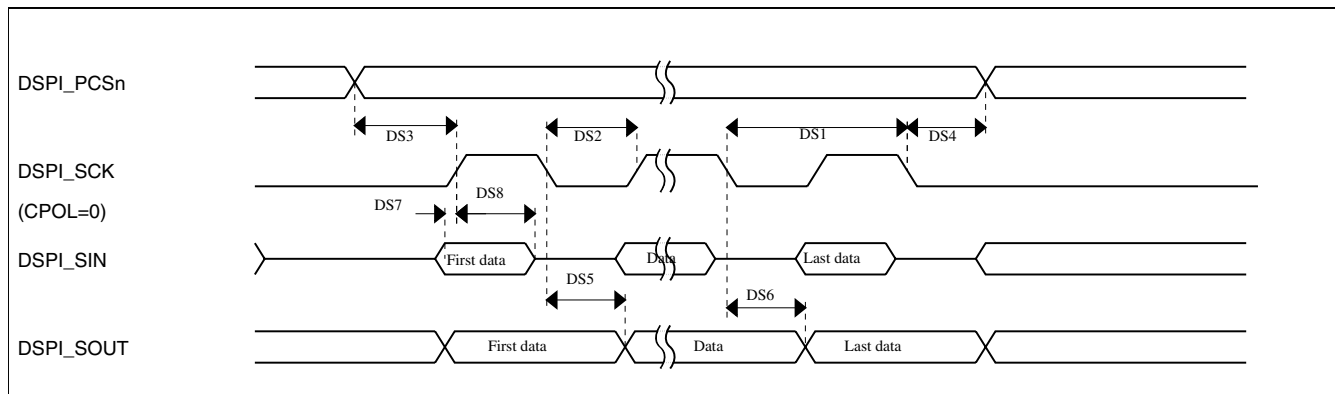 DSPI_PCSn
DS3
DS2
DS1
DS4
DSPI_SCK
(CPOL=0)
DS7
DS8
DSPI_SIN
First data
Data
Last data
DS5
DS6
DSPI_SOUT
First data
Data
Last data